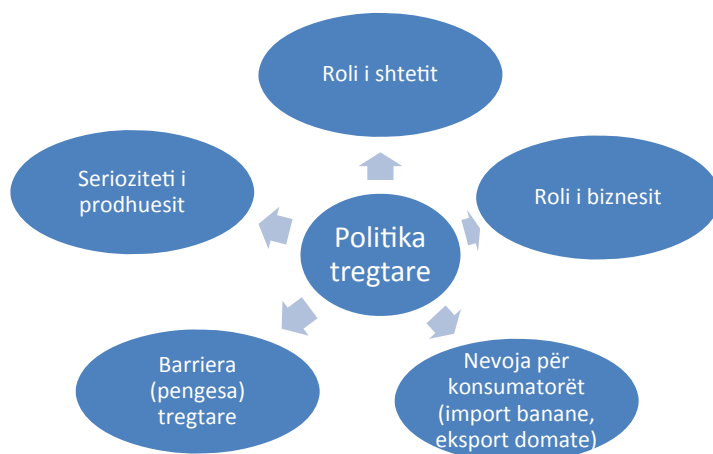 Roli i shtetit
Serioziteti i
prodhuesit
Roli i biznesit
Politika
tregtare
Barriera
(pengesa)
tregtare
Nevoja për
konsumatorët
(import banane,
eksport domate)